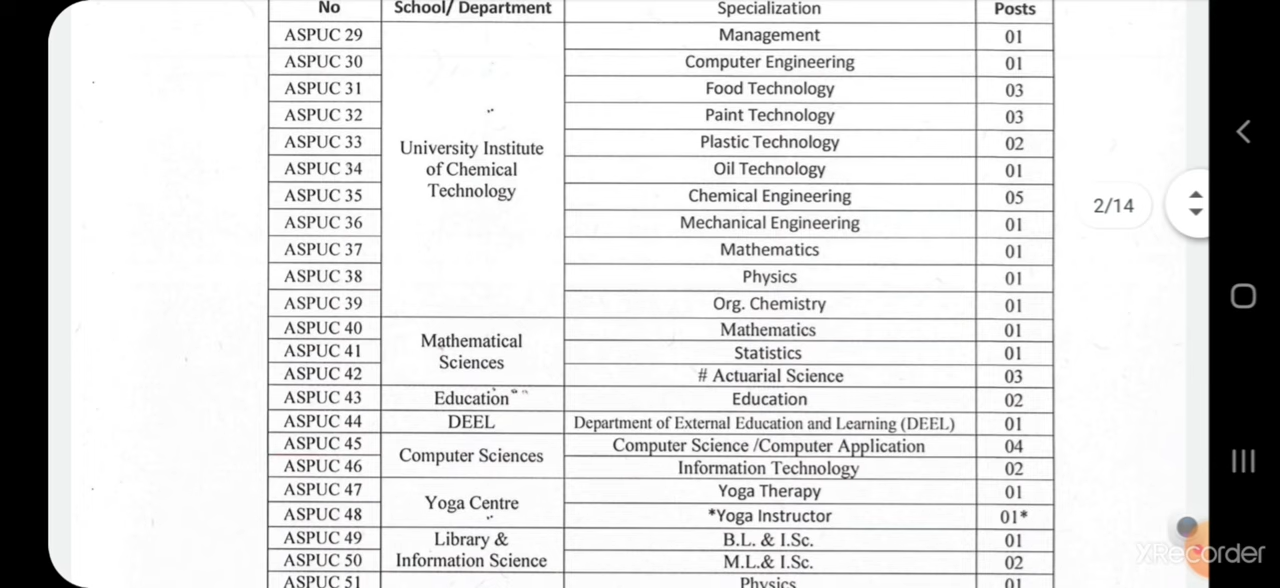 No School/ Department Specialization Posts
ASPUC 29 Management 01
ASPUC 30 Computer Engineering 01
ASPUC 31 Food Technology 03
ASPUC 32 Paint Technology 03
ASPUC 33 Plastic Technology 02
University Institute
of Chemical
Technology
ASPUC 34 Oil Technology 01
ASPUC 35 Chemical Engineering 05
ASPUC 36 Mechanical Engineering 01
ASPUC 37 Mathematics 01
ASPUC 38 Physics 01
ASPUC 39 Org. Chemistry 01
ASPUC 40 Mathematics 01
Mathematical
Sciences
ASPUC 41 Statistics 01
ASPUC 42 # Actuarial Science 03
ASPUC 43 Education Education 02
ASPUC 44 DEEL Department of External Education and Learning (DEEL) 01
ASPUC 45 Computer Science /Computer Application 04
Computer Sciences
ASPUC 46 Information Technology 02
ASPUC 47 Yoga Therapy 01
Yoga Centre
ASPUC 48 *Yoga Instructor 01*
ASPUC 49 Library & B.L. & I.Sc. 01
ASPUC 50 Information Science M.L.& I.Sc. 02
ASPUC 51 Physics 01
2/14
XRecorder